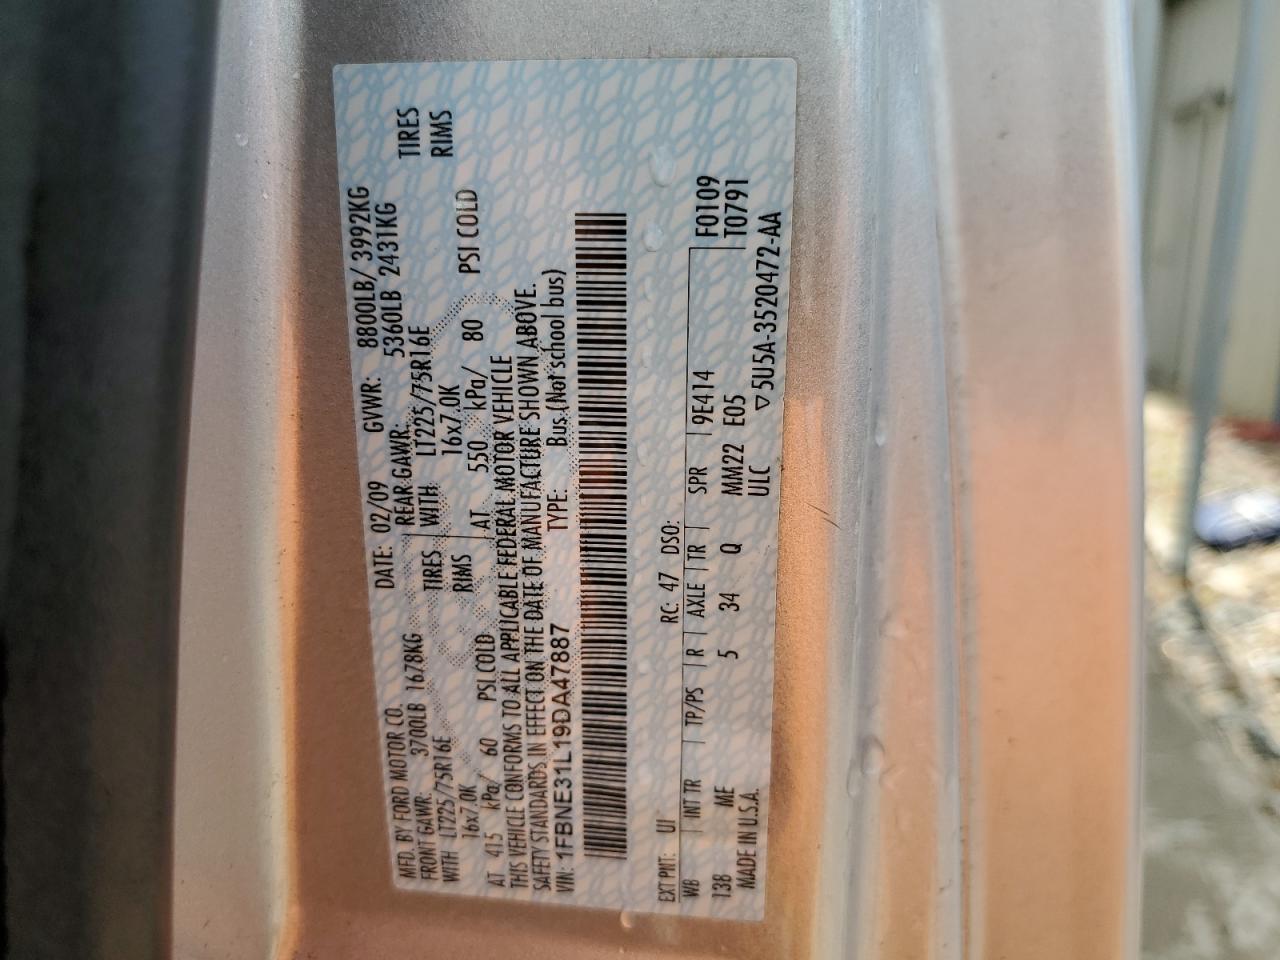 MFD. BY FORD MOTOR CO.
DATE: 02/09 GVWR: 8800LB/ 3992KG
FRONT GAWR: 3700LB 1678KG REAR GAWR: 5360LB 2431KG
WITH LT225/75R16E TIRES WITH LT225/75R16E TIRES
16x7.0K RIMS 16x7.0K RIMS
AT 415 kPa/ 60 PSI COLD AT 550 kPa/ 80 PSI COLD
THIS VEHICLE CONFORMS TO ALL APPLICABLE FEDERAL MOTOR VEHICLE
SAFETY STANDARDS IN EFFECT ON THE DATE OF MANUFACTURE SHOWN ABOVE.
VIN: 1FBNE31L19DA47887 TYPE: Bus (Not school bus)
EXT PNT: UI RC: 47 DSO: F0109
WB INT TR TP/PS R AXLE TR SPR 9E414 T0791
138 ME 5 34 Q MM22 E05
MADE IN U.S.A. ULC ▽5U5A-3520472-AA